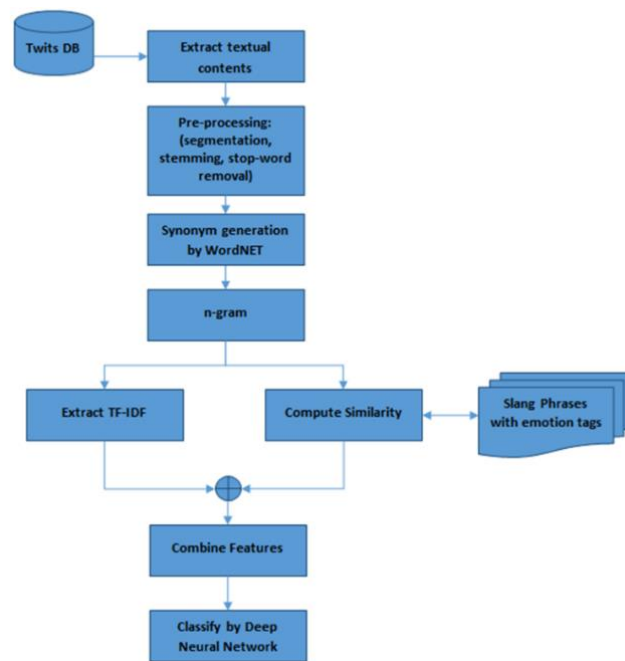 Twits DB
Extract textual
contents
Pre-processing:
(segmentation,
stemming, stop-word
removal)
Synonym generation
by WordNET
n-gram
Extract TF-IDF
Compute Similarity
Slang Phrases
with emotion tags
Combine Features
Classify by Deep
Neural Network